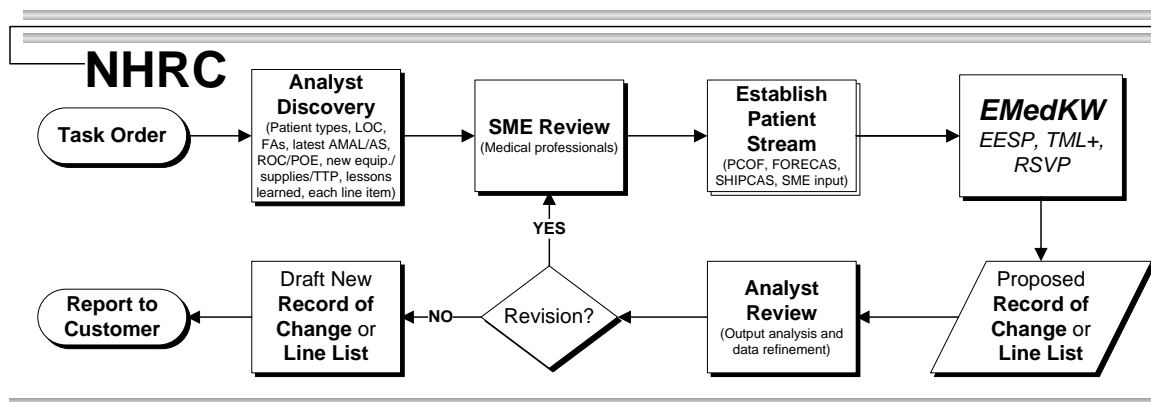 NHRC
Task Order
Analyst
Discovery
(Patient types, LOC,
FAs, latest AMAL/AS,
ROC/POE, new equip./
supplies/TTP, lessons
learned, each line item)
SME Review
(Medical professionals)
Establish
Patient
Stream
(PCOF, FORECAS,
SHIPCAS, SME input)
EMedKW
EESP, TML+,
RSVP
Proposed
Record of
Change or
Line List
Analyst
Review
(Output analysis and
data refinement)
Revision?
YES
NO
Draft New
Record of
Change or
Line List
Report to
Customer